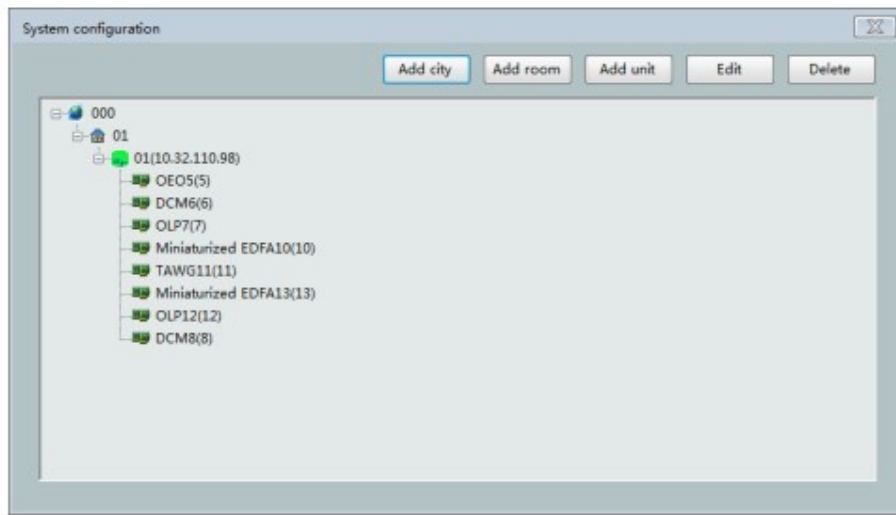 System configuration
Add city Add room Add unit Edit Delete
000
01
01(10.32.110.98)
OEO5(5)
DCM6(6)
OLP7(7)
Miniaturized EDFA10(10)
TAWG11(11)
Miniaturized EDFA13(13)
OLP12(12)
DCM8(8)